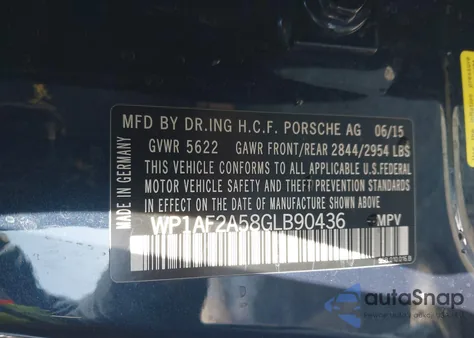 MFD BY DR.ING H.C.F. PORSCHE AG 06/15
GVWR 5622 GAWR FRONT/REAR 2844/2954 LBS
THIS VEHICLE CONFORMS TO ALL APPLICABLE U.S.FEDERAL
MOTOR VEHICLE SAFETY AND THEFT PREVENTION STANDARDS
IN EFFECT ON THE DATE OF MANUFACTURE SHOWN ABOVE
WP1AF2A58GLB90436 MPV
MADE IN GERMANY
autoSnap